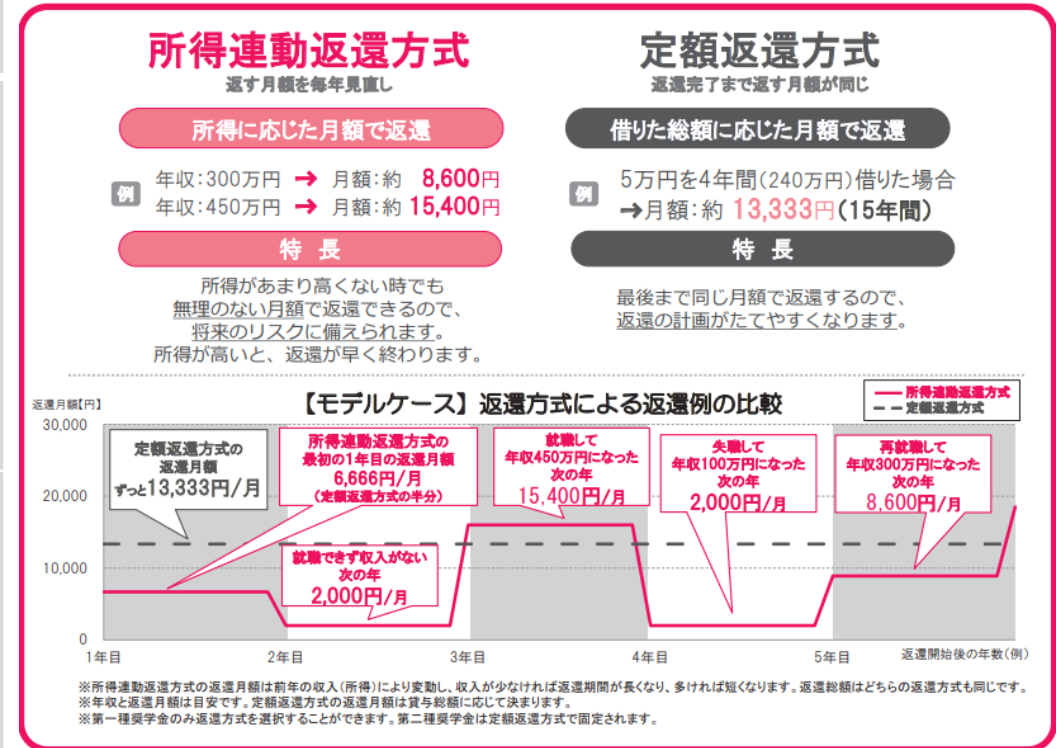 所得連動返還方式
返す月額を毎年見直し
所得に応じた月額で返還
例
年収:300万円 → 月額:約 8,600円
年収:450万円 → 月額:約 15,400円
特 長
所得があまり高くない時でも
無理のない月額で返還できるので、
将来のリスクに備えられます。
所得が高いと、返還が早く終わります。
定額返還方式
返還完了まで返す月額が同じ
借りた総額に応じた月額で返還
例
5万円を4年間(240万円)借りた場合
→月額:約 13,333円(15年間)
特 長
最後まで同じ月額で返還するので、
返還の計画がたてやすくなります。
【モデルケース】返還方式による返還例の比較
所得連動返還方式
定額返還方式
返還月額【円】
30,000
20,000
10,000
0
定額返還方式の
返還月額
ずっと13,333円/月
所得連動返還方式の
最初の1年目の返還月額
6,666円/月
(定額返還方式の半分)
就職できず収入がない
次の年
2,000円/月
就職して
年収450万円になった
次の年
15,400円/月
失職して
年収100万円になった
次の年
2,000円/月
再就職して
年収300万円になった
次の年
8,600円/月
1年目
2年目
3年目
4年目
5年目
返還開始後の年数(例)
※所得連動返還方式の返還月額は前年の収入(所得)により変動し、収入が少なければ返還期間が長くなり、多ければ短くなります。返還総額はどちらの返還方式も同じです。
※年収と返還月額は目安です。定額返還方式の返還月額は貸与総額に応じて決まります。
※第一種奨学金のみ返還方式を選択することができます。第二種奨学金は定額返還方式で固定されます。